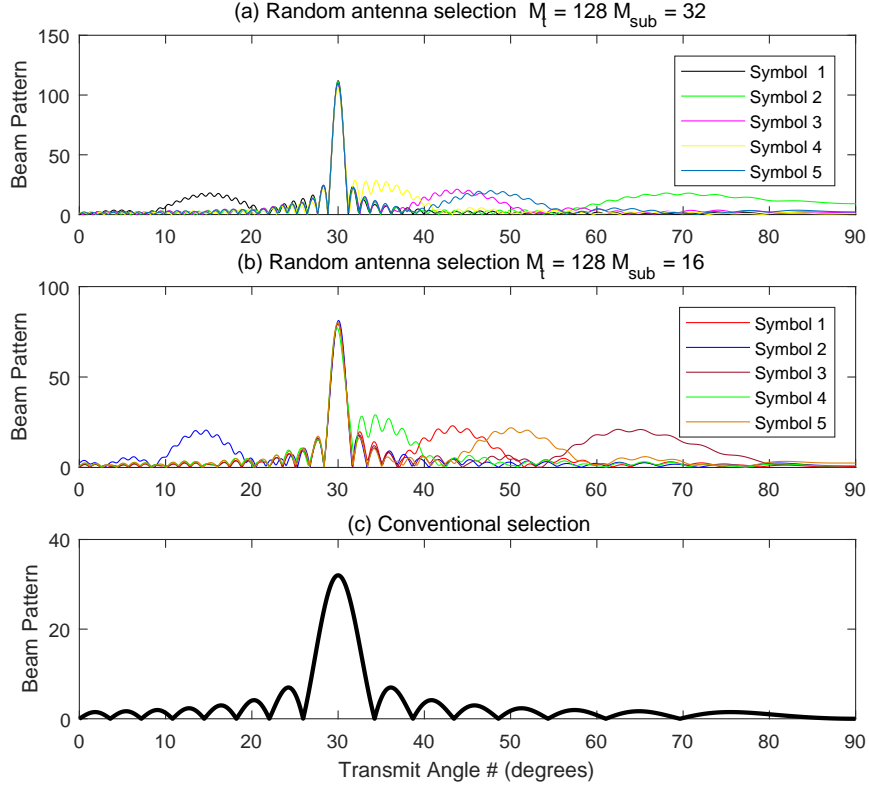 (a) Random antenna selection M_t = 128 M_sub = 32
Beam Pattern
150
100
50
0
Symbol 1
Symbol 2
Symbol 3
Symbol 4
Symbol 5
0 10 20 30 40 50 60 70 80 90
(b) Random antenna selection M_t = 128 M_sub = 16
Beam Pattern
100
50
0
Symbol 1
Symbol 2
Symbol 3
Symbol 4
Symbol 5
0 10 20 30 40 50 60 70 80 90
(c) Conventional selection
Beam Pattern
40
20
0
0 10 20 30 40 50 60 70 80 90
Transmit Angle # (degrees)